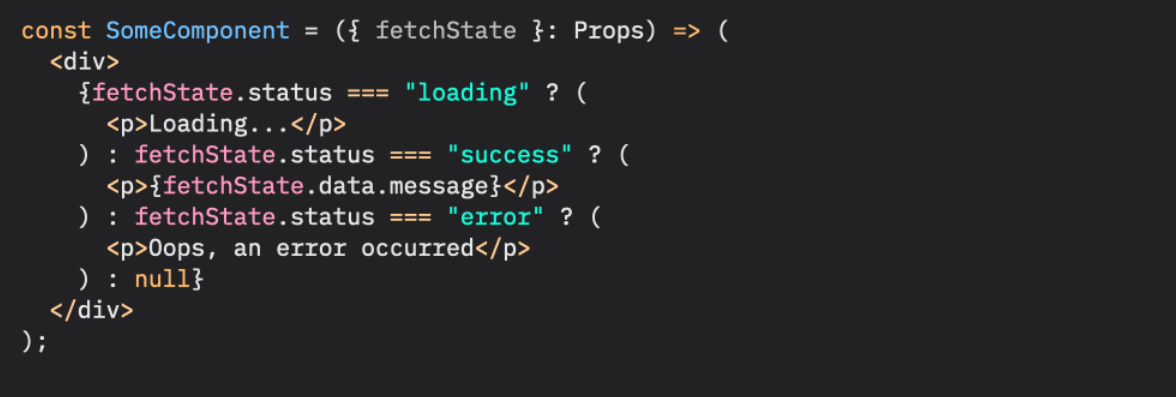 const SomeComponent = ({ fetchState }: Props) => (
  <div>
    {fetchState.status === "loading" ? (
      <p>Loading...</p>
    ) : fetchState.status === "success" ? (
      <p>{fetchState.data.message}</p>
    ) : fetchState.status === "error" ? (
      <p>Oops, an error occurred</p>
    ) : null}
  </div>
);